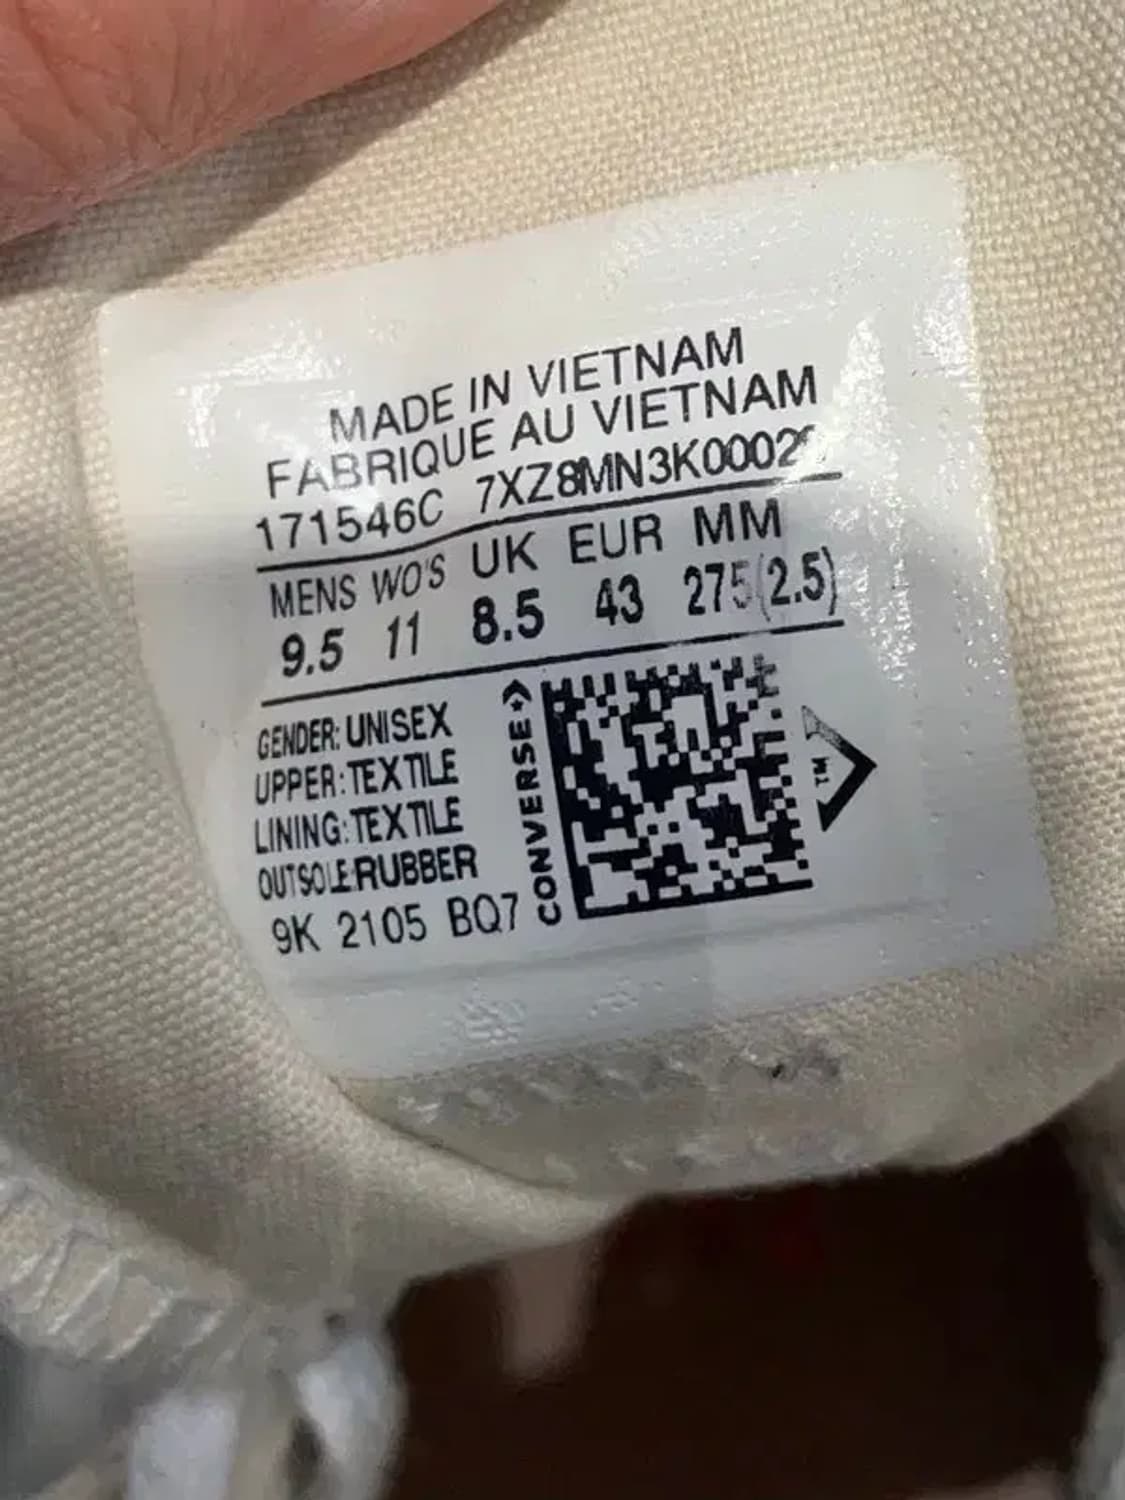 MADE IN VIETNAM
FABRIQUE AU VIETNAM
171546C
MENS WO'S UK EUR MM
9.5 11 8.5 43 275(2.5)
GENDER: UNISEX
UPPER: TEXTILE
LINING: TEXTILE
OUTSOLE:RUBBER
9K 2105 BQ7
CONVERSE
TM